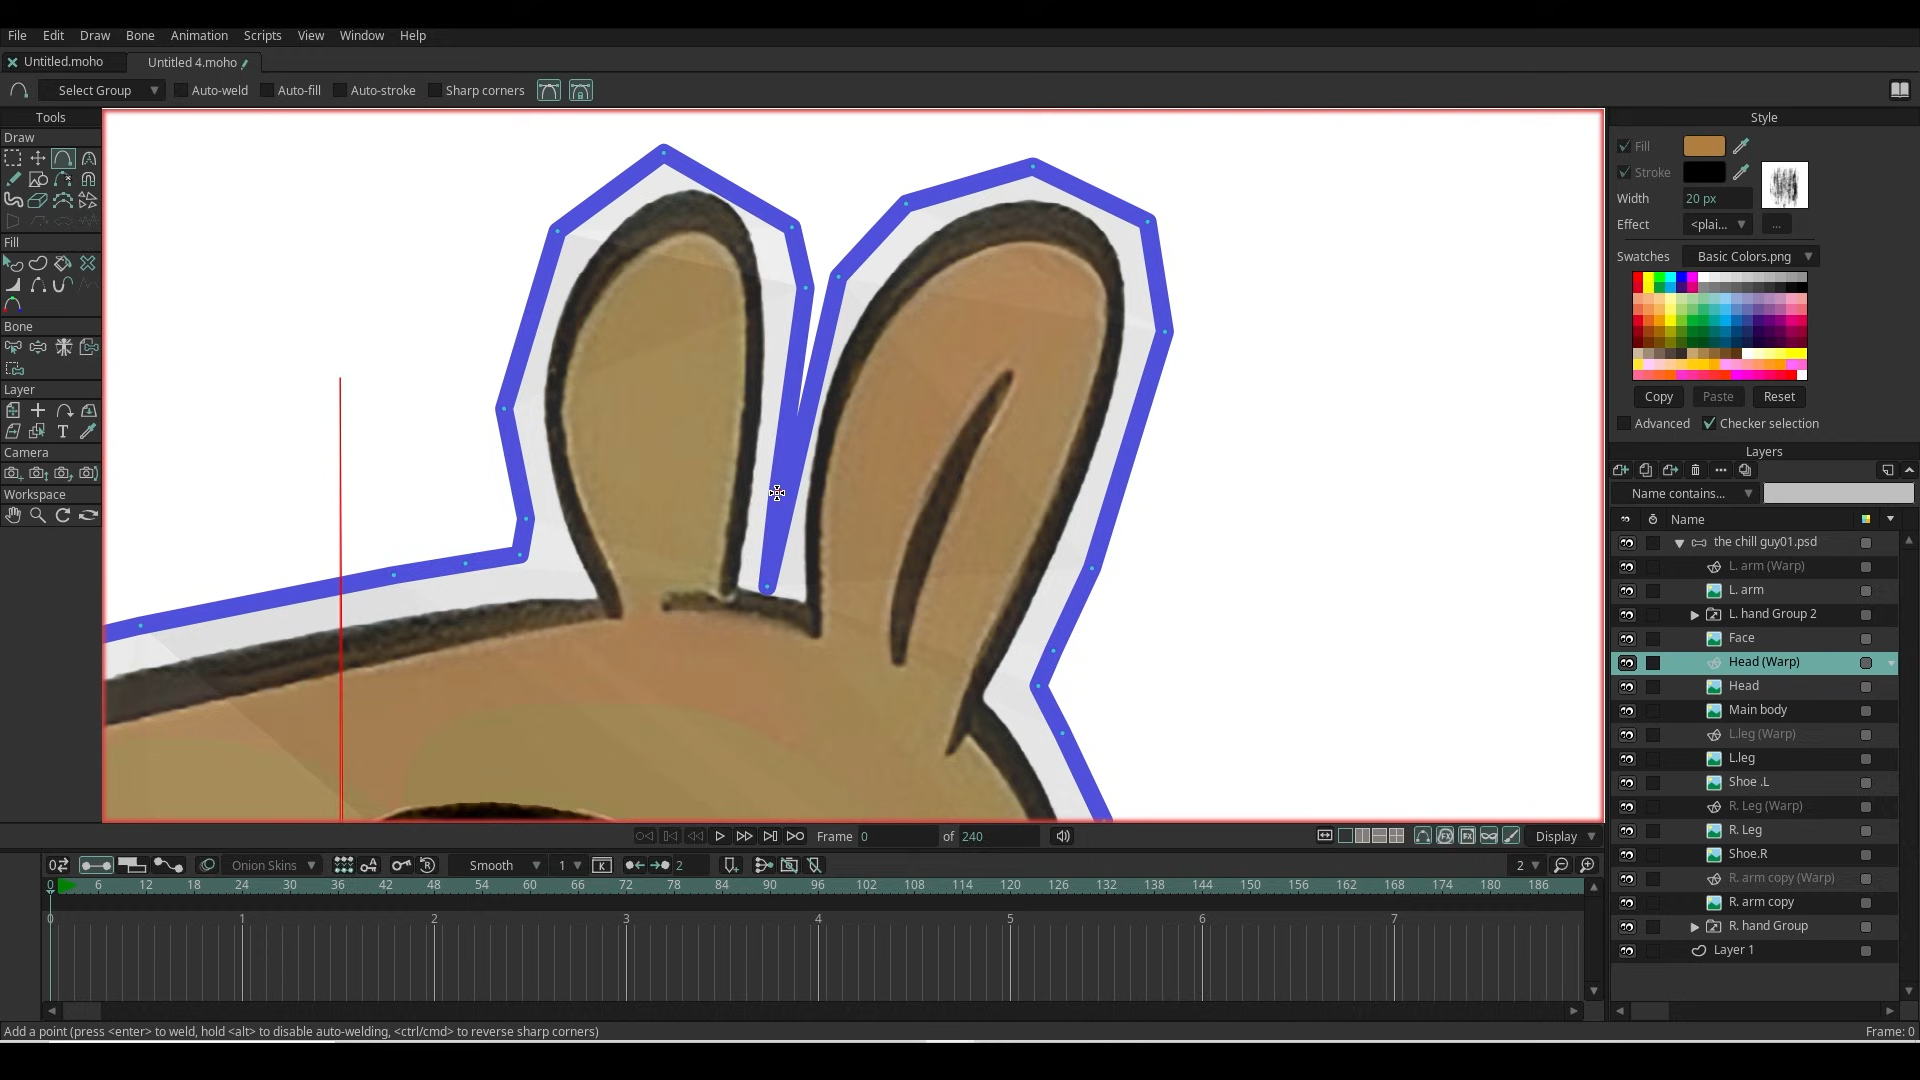 File Edit Draw Bone Animation Scripts View Window Help
Untitled.moho Untitled 4.moho
Select Group Auto-weld Auto-fill Auto-stroke Sharp corners
Tools
Draw
Fill
Bone
Layer
Camera
Workspace
Style
Fill
Stroke
Width 20 px
Effect <plai... ...
Swatches Basic Colors.png
Copy Paste Reset
Advanced Checker selection
Layers
Name contains...
Name
the chill guy01.psd
L. arm (Warp)
L. arm
L. hand Group 2
Face
Head (Warp)
Head
Main body
L.leg (Warp)
L.leg
Shoe .L
R. Leg (Warp)
R. Leg
Shoe.R
R. arm copy (Warp)
R. arm copy
R. hand Group
Layer 1
Frame 0 of 240 Display
Onion Skins Smooth 1 2 2
0 6 12 18 24 30 36 42 48 54 60 66 72 78 84 90 96 102 108 114 120 126 132 138 144 150 156 162 168 174 180 186
0 1 2 3 4 5 6 7
Add a point (press <enter> to weld, hold <alt> to disable auto-welding, <ctrl/cmd> to reverse sharp corners) Frame: 0